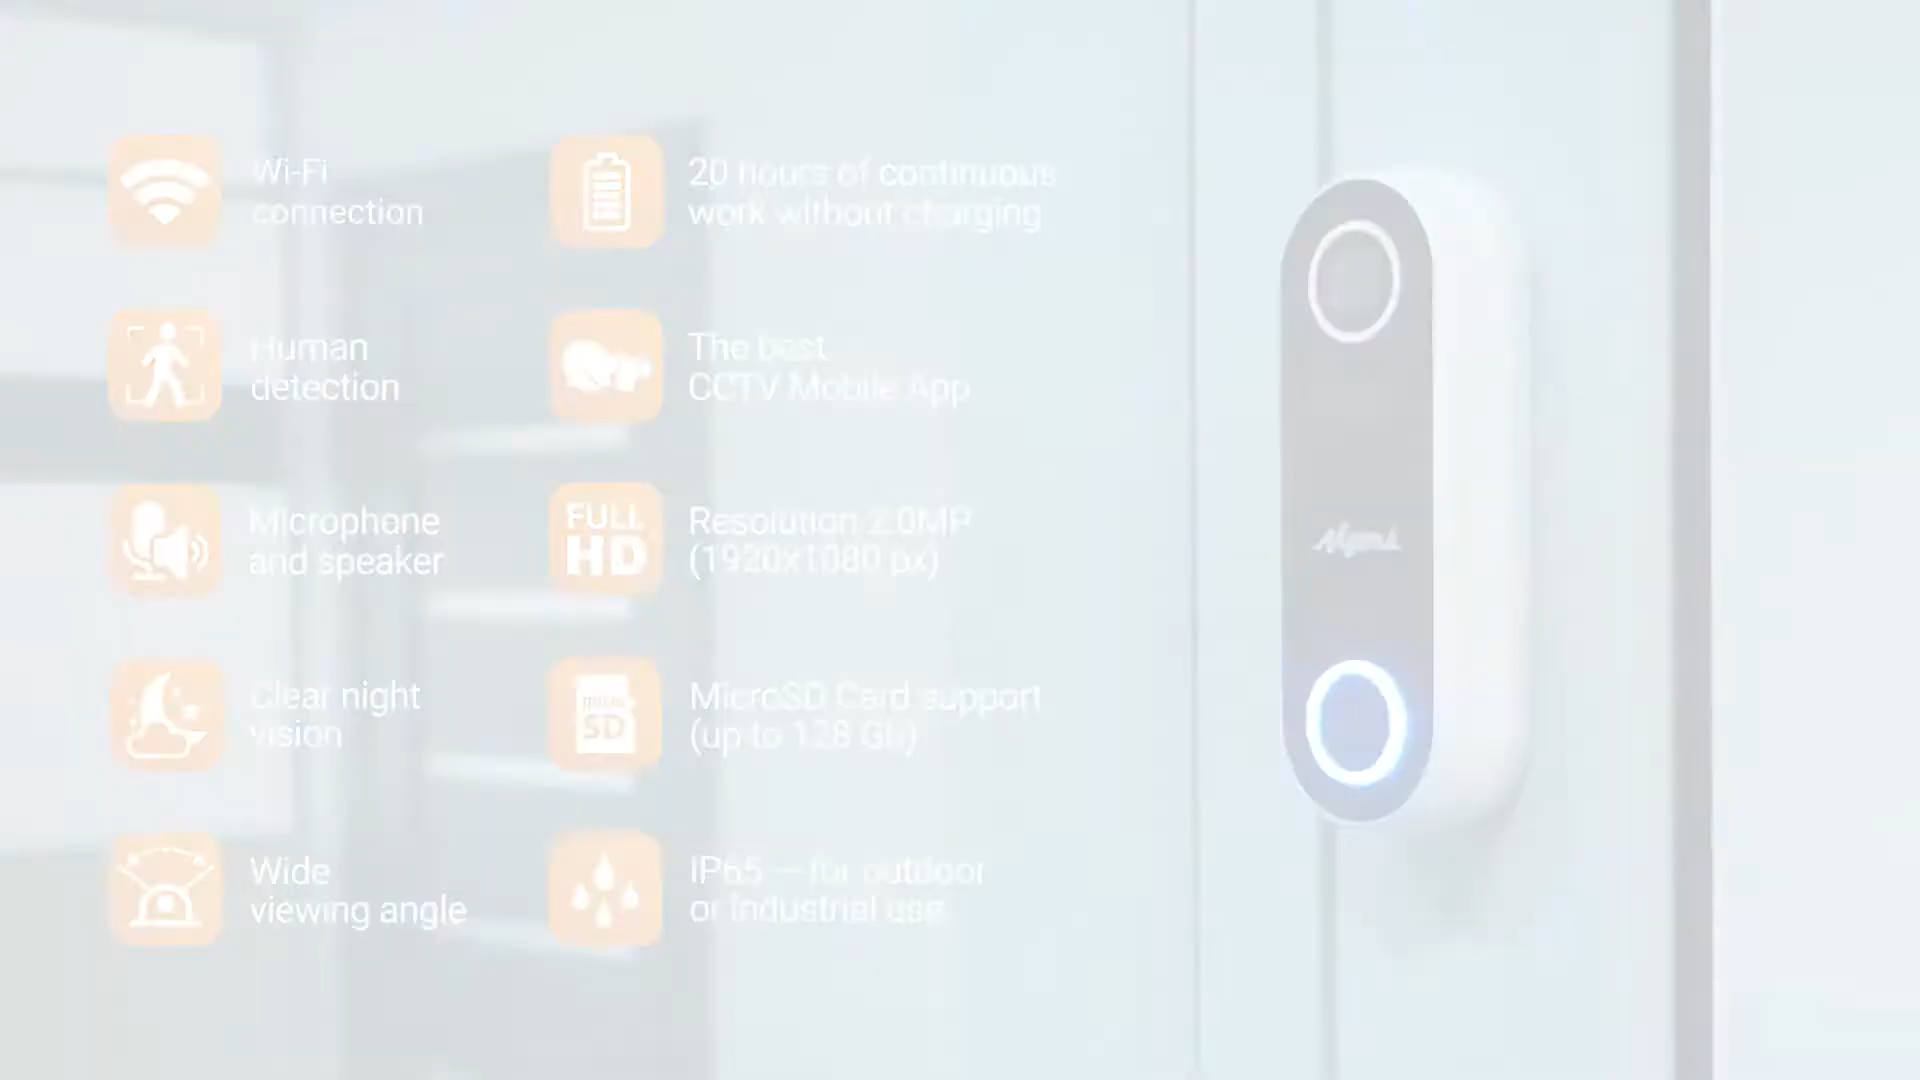 Wi-Fi
connection
Human
detection
Microphone
and speaker
Clear night
vision
Wide
viewing angle
20 hours of continuous
work without charging
The best
CCTV Mobile App
FULL
HD
Resolution 2.0MP
(1920x1080 px)
micro
SD
MicroSD Card support
(up to 128 Gb)
IP65 — for outdoor
or industrial use